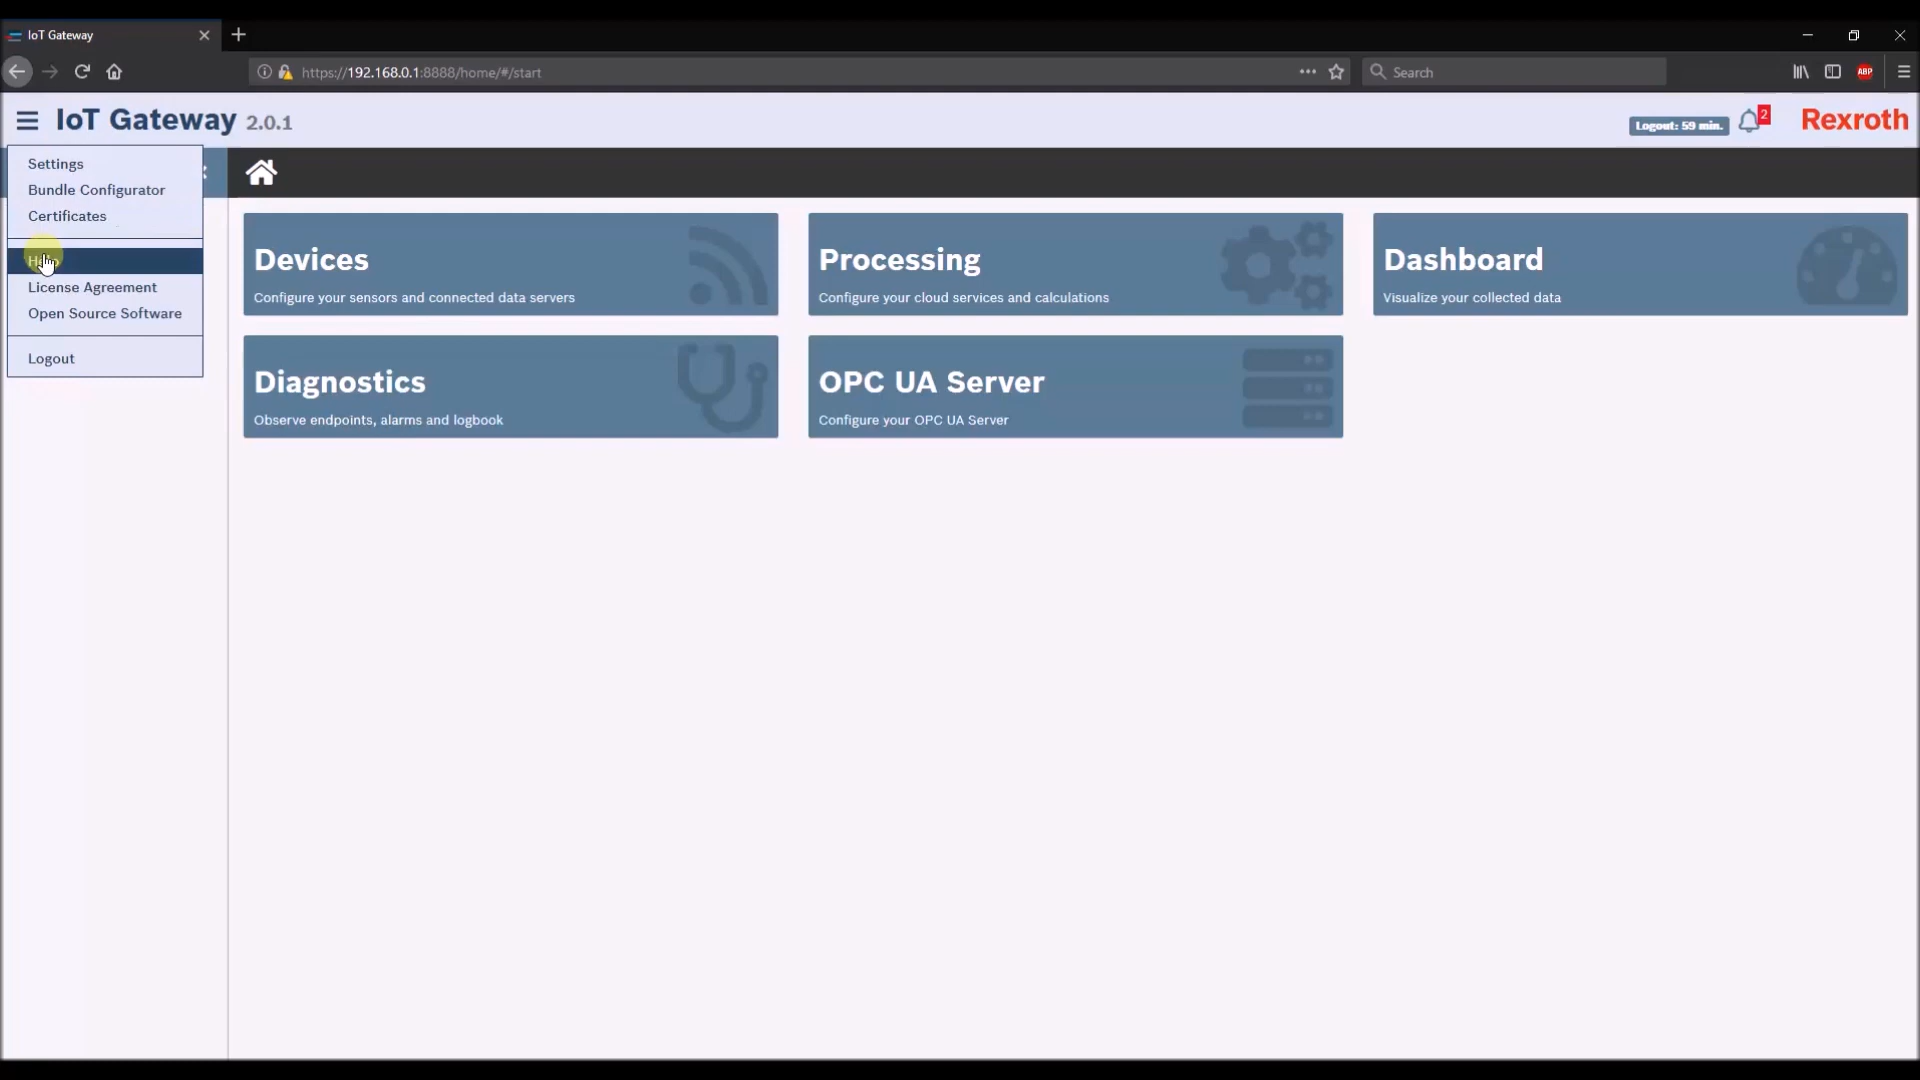 IoT Gateway
https://192.168.0.1:8888/home/#/start
Search
ABP
IoT Gateway 2.0.1
Logout: 59 min.
2
Rexroth
Settings
Bundle Configurator
Certificates
License Agreement
Open Source Software
Logout
Devices
Configure your sensors and connected data servers
Processing
Configure your cloud services and calculations
Dashboard
Visualize your collected data
Diagnostics
Observe endpoints, alarms and logbook
OPC UA Server
Configure your OPC UA Server